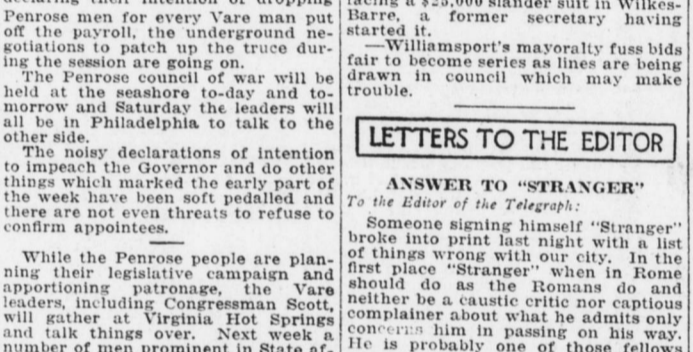 Penrose men for every Vare man put
off the payroll, the underground ne-
gotiations to patch up the truce dur-
ing the session are going on.
The Penrose council of war will be
held at the seashore to-day and to-
morrow and Saturday the leaders will
all be in Philadelphia to talk to the
other side.
The noisy declarations of intention
to impeach the Governor and do other
things which marked the early part of
the week have been soft pedalled and
there are not even threats to refuse to
confirm appointees.
While the Penrose people are plan-
ning their legislative campaign and
apportioning patronage, the Vare
leaders, including Congressman Scott,
will gather at Virginia Hot Springs
and talk things over. Next week a
number of men prominent in State af-
facing a $25,000 slander suit in Wilkes-
Barre, a former secretary having
started it.
—Williamsport's mayoralty fuss bids
fair to become series as lines are being
drawn in council which may make
trouble.
LETTERS TO THE EDITOR
ANSWER TO "STRANGER"
To the Editor of the Telegraph:
Someone signing himself "Stranger"
broke into print last night with a list
of things wrong with our city. In the
first place "Stranger" when in Rome
should do as the Romans do and
neither be a caustic critic nor captious
complainer about what he admits only
concerns him in passing on his way.
He is probably one of those fellows